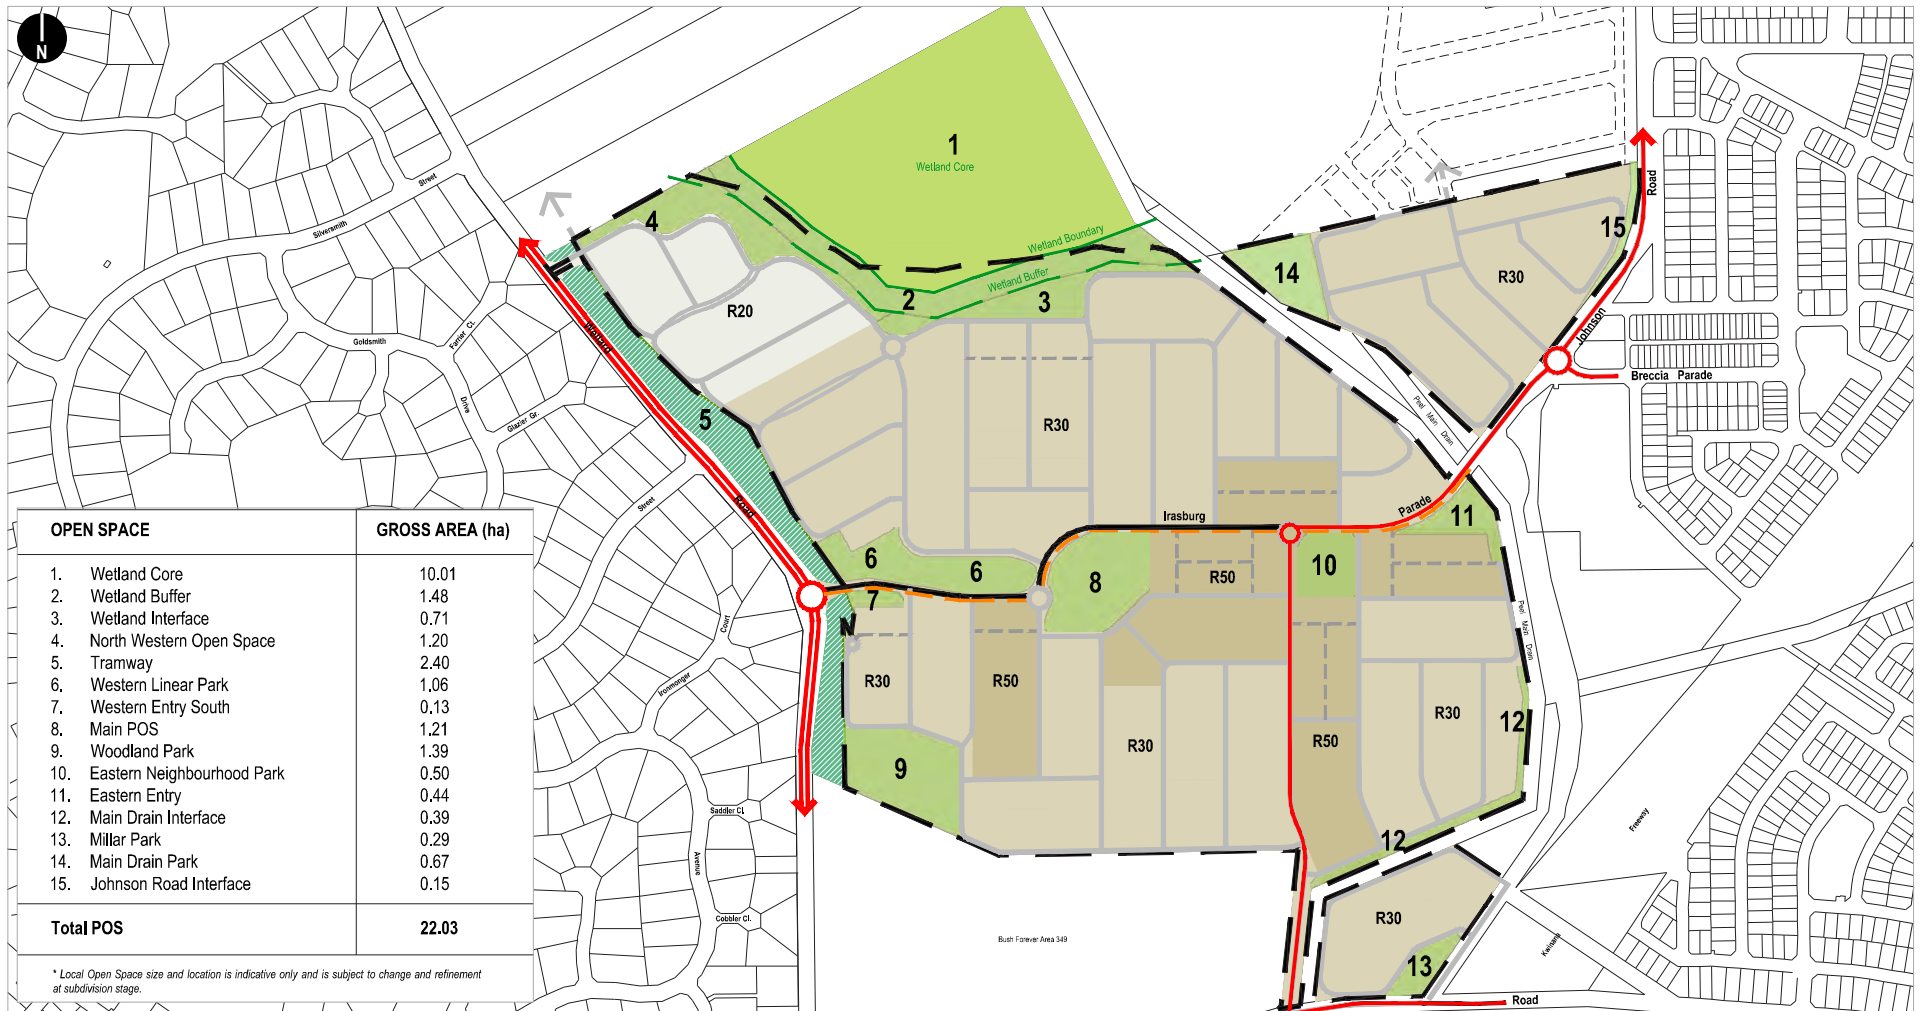 N
1
Wetland Core
4
Wetland Boundary
Wetland Buffer
2
3
14
15
Road
R30
R20
Silversmith
Street
Goldsmith
Farrier Cl.
Drive
Glazier Gr.
Wellard
5
Road
Johnson
Breccia Parade
Peel Main Drain
R30
Irasburg
Parade
11
Street
6
6
7
8
R50
10
N
Peel Main Drain
Court
Ironmonger
R30
R50
R30
R50
R30
12
9
Saddler Cl.
Avenue
Cobbler Cl.
12
Freeway
Kwinana
R30
13
Road
Bush Forever Area 349
OPEN SPACE GROSS AREA (ha)
1. Wetland Core 10.01
2. Wetland Buffer 1.48
3. Wetland Interface 0.71
4. North Western Open Space 1.20
5. Tramway 2.40
6. Western Linear Park 1.06
7. Western Entry South 0.13
8. Main POS 1.21
9. Woodland Park 1.39
10. Eastern Neighbourhood Park 0.50
11. Eastern Entry 0.44
12. Main Drain Interface 0.39
13. Millar Park 0.29
14. Main Drain Park 0.67
15. Johnson Road Interface 0.15
Total POS 22.03
* Local Open Space size and location is indicative only and is subject to change and refinement
at subdivision stage.